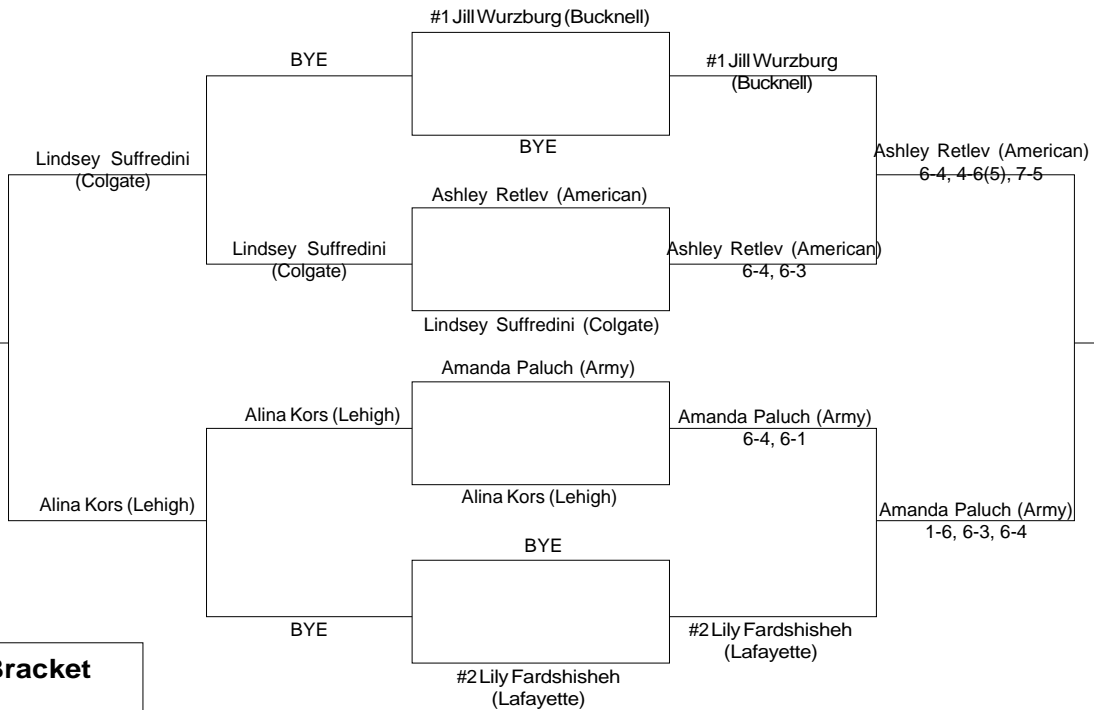 #1 Jill Wurzburg (Bucknell)
BYE
#1 Jill Wurzburg
(Bucknell)
BYE
Lindsey Suffredini
(Colgate)
Ashley Retlev (American)
6-4, 4-6(5), 7-5
Ashley Retlev (American)
Lindsey Suffredini
(Colgate)
Ashley Retlev (American)
6-4, 6-3
Lindsey Suffredini (Colgate)
Amanda Paluch (Army)
Alina Kors (Lehigh)
Amanda Paluch (Army)
6-4, 6-1
Alina Kors (Lehigh)
Alina Kors (Lehigh)
Amanda Paluch (Army)
1-6, 6-3, 6-4
BYE
BYE
#2 Lily Fardshisheh
(Lafayette)
#2 Lily Fardshisheh
(Lafayette)